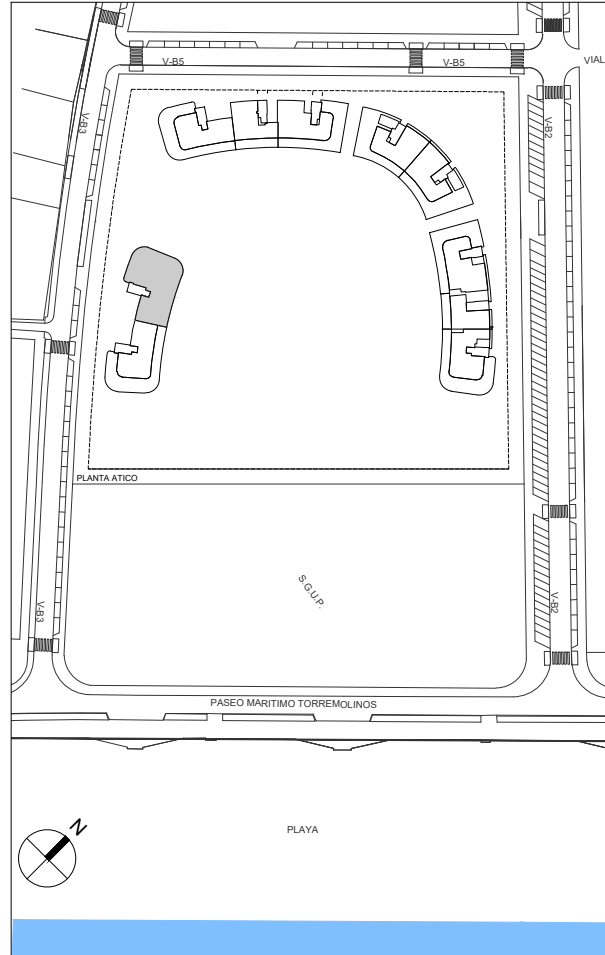 V-B5
V-B5
VIAL
V-B3
V-B2
PLANTA ATICO
S.G.U.P.
V-B3
V-B2
PASEO MARITIMO TORREMOLINOS
PLAYA
N